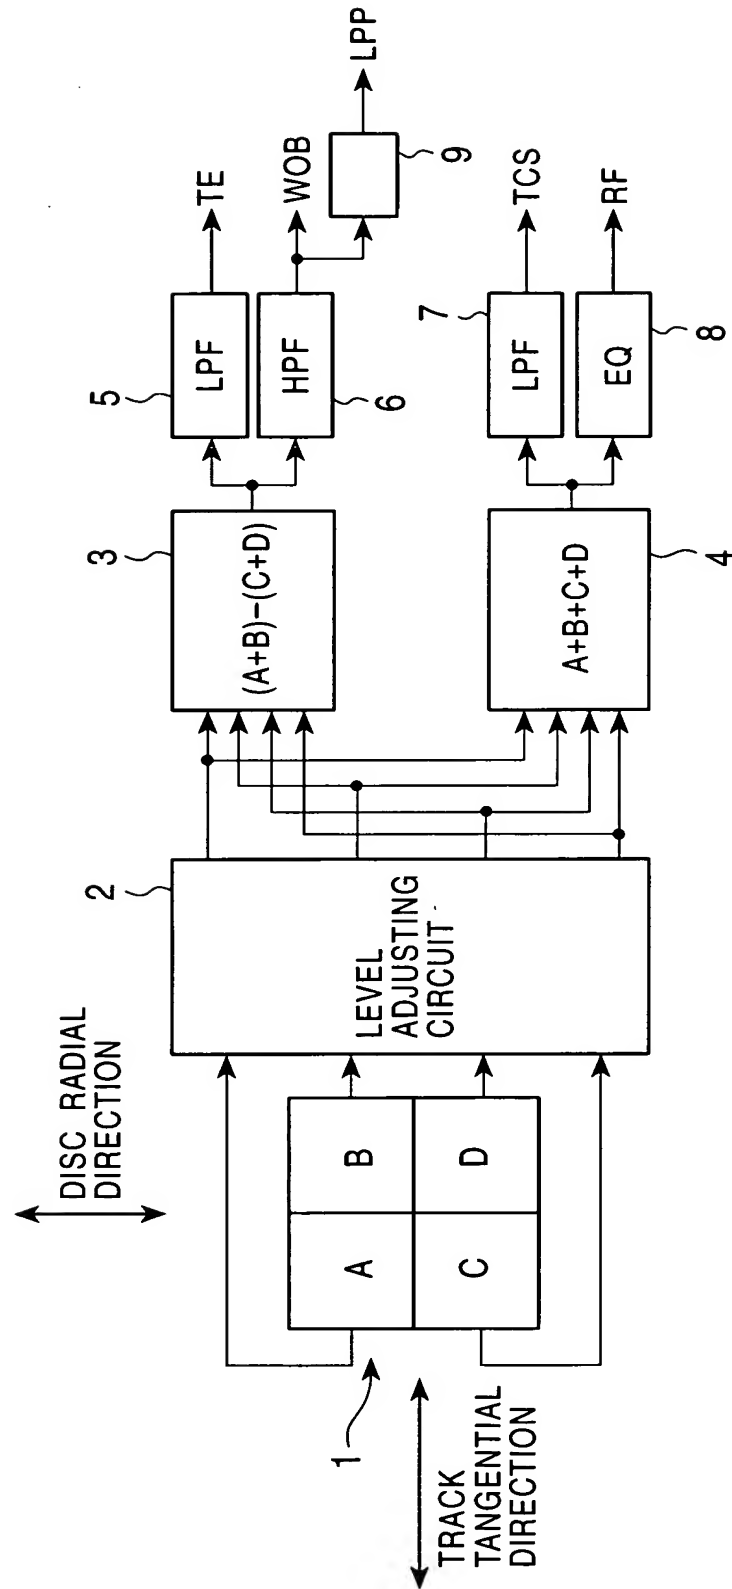 DISC RADIAL
DIRECTION
TRACK
TANGENTIAL
DIRECTION
1
A
B
C
D
2
LEVEL
ADJUSTING
CIRCUIT
3
(A+B)−(C+D)
4
A+B+C+D
5
LPF
TE
6
HPF
WOB
9
LPP
7
LPF
TCS
8
EQ
RF